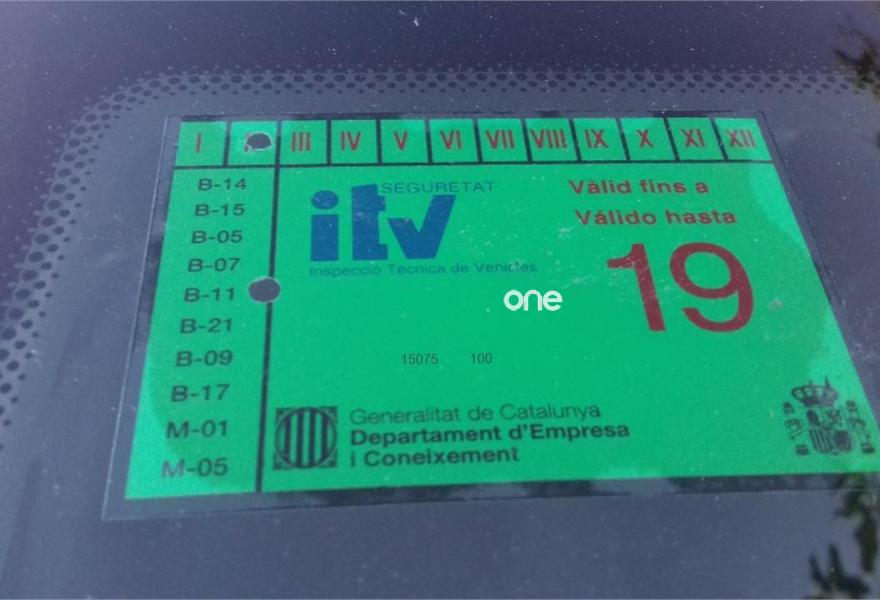 I III IV V VI VII VIII IX X XI XII
B-14
B-15
B-05
B-07
B-11
B-21
B-09
B-17
M-01
M-05
SEGURETAT
itv
Inspecció Tècnica de Vehicles
Vàlid fins a
Válido hasta
19
one
15075 100
Generalitat de Catalunya
Departament d'Empresa
i Coneixement